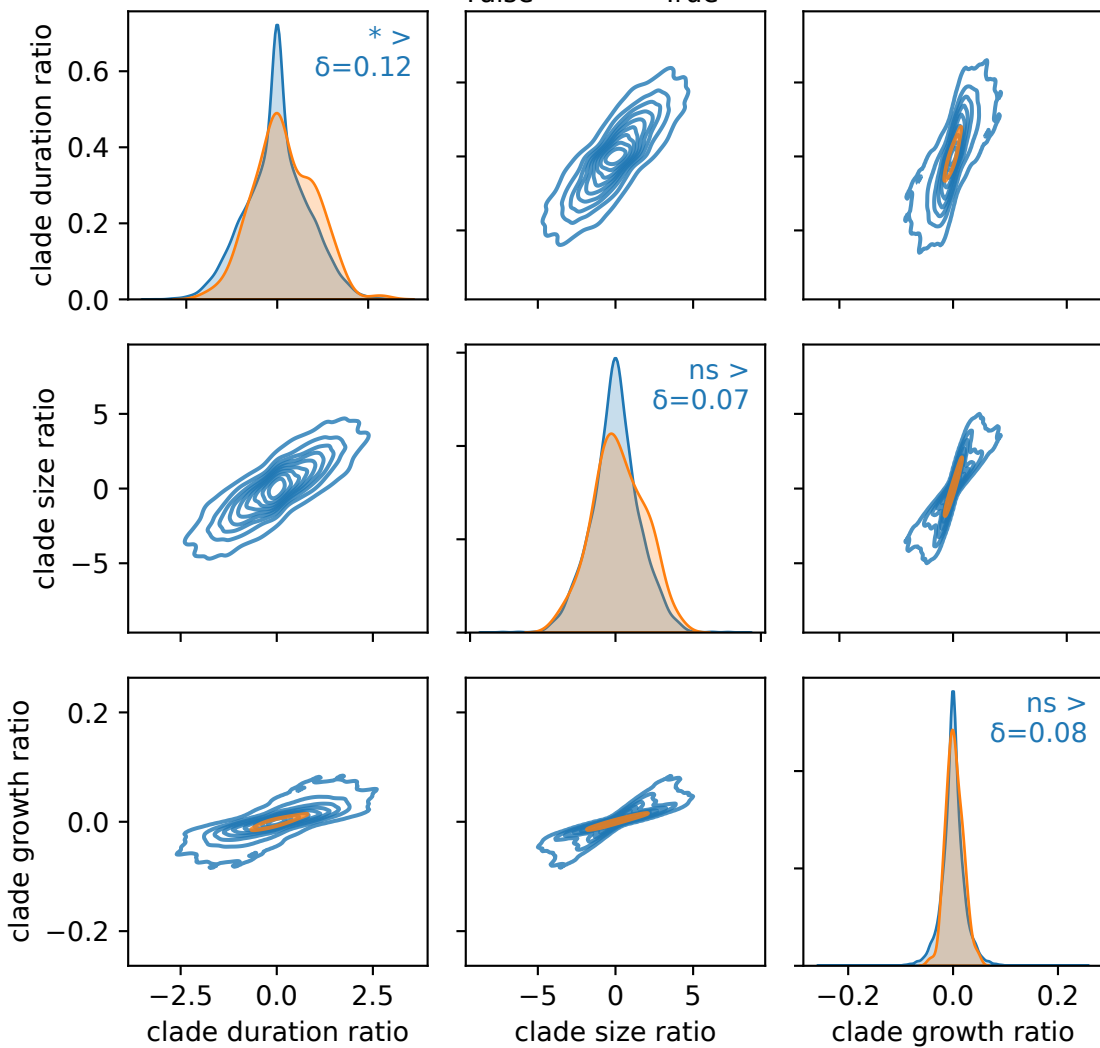 clade duration ratio
0.6
0.4
0.2
0.0
* >
δ=0.12
clade size ratio
5
0
−5
ns >
δ=0.07
clade growth ratio
0.2
0.0
−0.2
ns >
δ=0.08
−2.5 0.0 2.5
−5 0 5
−0.2 0.0 0.2
clade duration ratio
clade size ratio
clade growth ratio